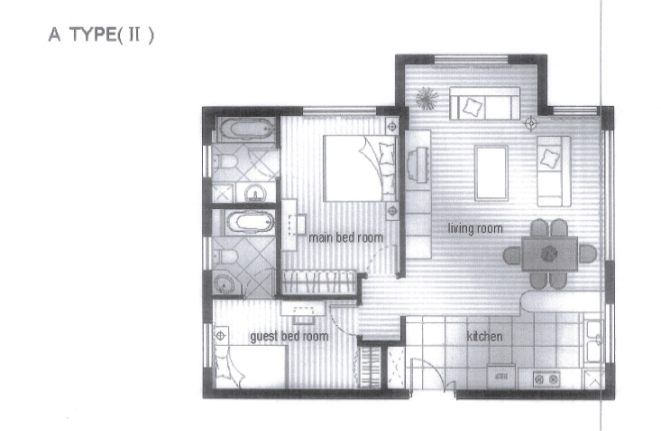 A TYPE(Ⅱ)
main bed room
living room
guest bed room
kitchen